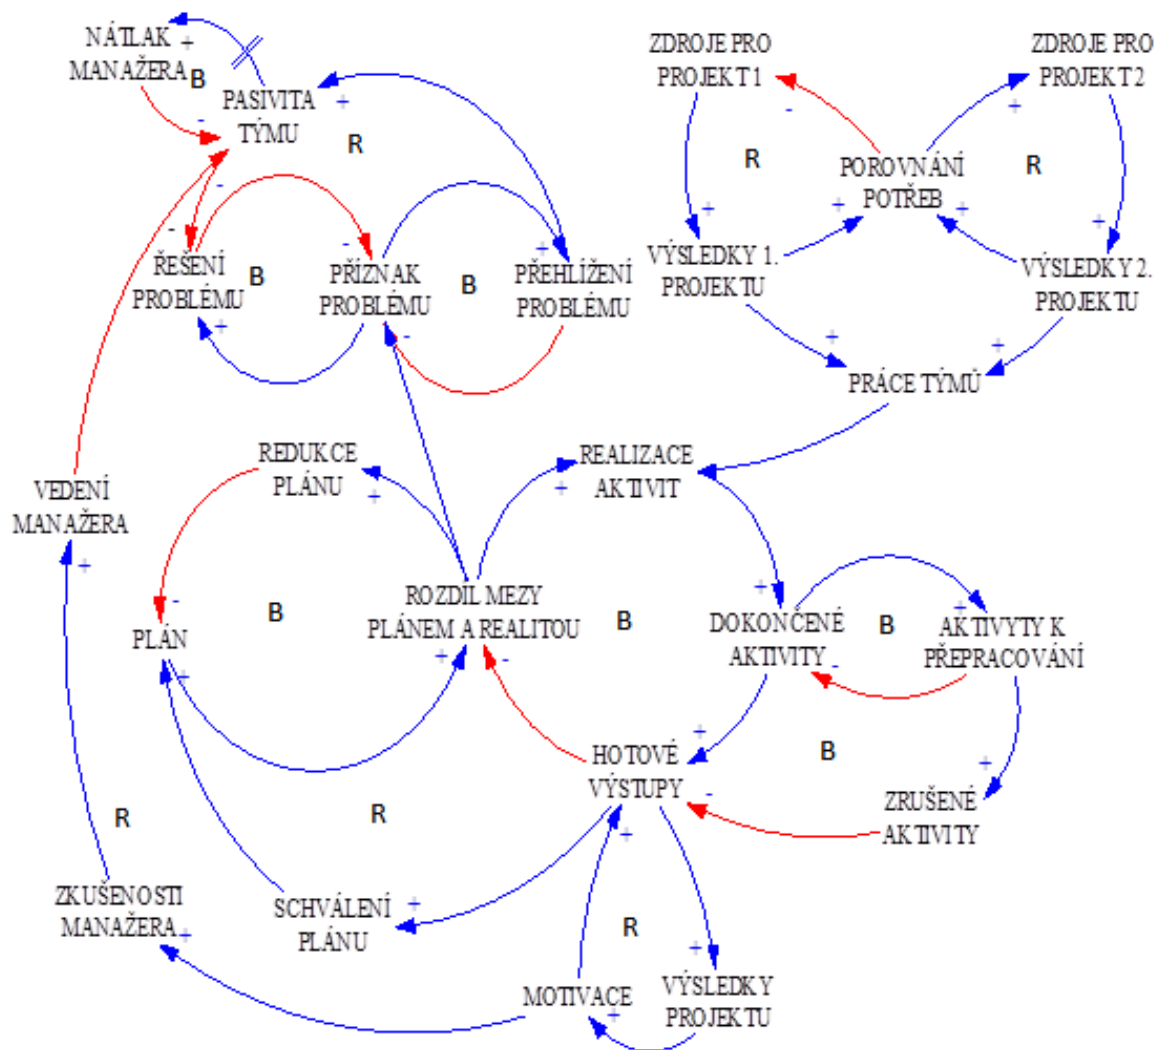 NÁTLAK
MANAŽERA
+
B
PASIVITA
TÝMU
-
+
R
-
-
ŘEŠENÍ
PROBLÉMU
+
B
-
PŘÍZNAK
PROBLÉMU
-
B
+
PŘEHLÍŽENÍ
PROBLÉMU
ZDROJE PRO
PROJEKT 1
-
R
POROVNÁNÍ
POTŘEB
+
+
ZDROJE PRO
PROJEKT 2
+
R
+
VÝSLEDKY 1.
PROJEKTU
+
VÝSLEDKY 2.
PROJEKTU
+
+
PRÁCE TÝMŮ
REDUKCE
PLÁNU
+
REALIZACE
AKTIVIT
+
VEDENÍ
MANAŽERA
+
-
PLÁN
+
B
ROZDÍL MEZY
PLÁNEM A REALITOU
+
-
B
+
DOKONČENÉ
AKTIVITY
-
B
+
AKTIVYTY K
PŘEPRACOVÁNÍ
+
HOTOVÉ
VÝSTUPY
-
+
B
+
ZRUŠENÉ
AKTIVITY
R
R
ZKUŠENOSTI
MANAŽERA
+
SCHVÁLENÍ
PLÁNU
+
R
+
MOTIVACE
+
VÝSLEDKY
PROJEKTU